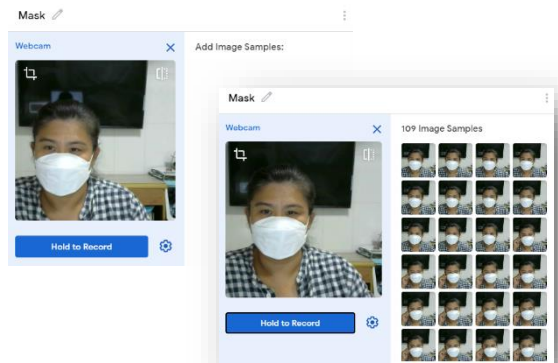 Mask
Webcam
Add Image Samples:
Hold to Record
Mask
Webcam
109 Image Samples
Hold to Record